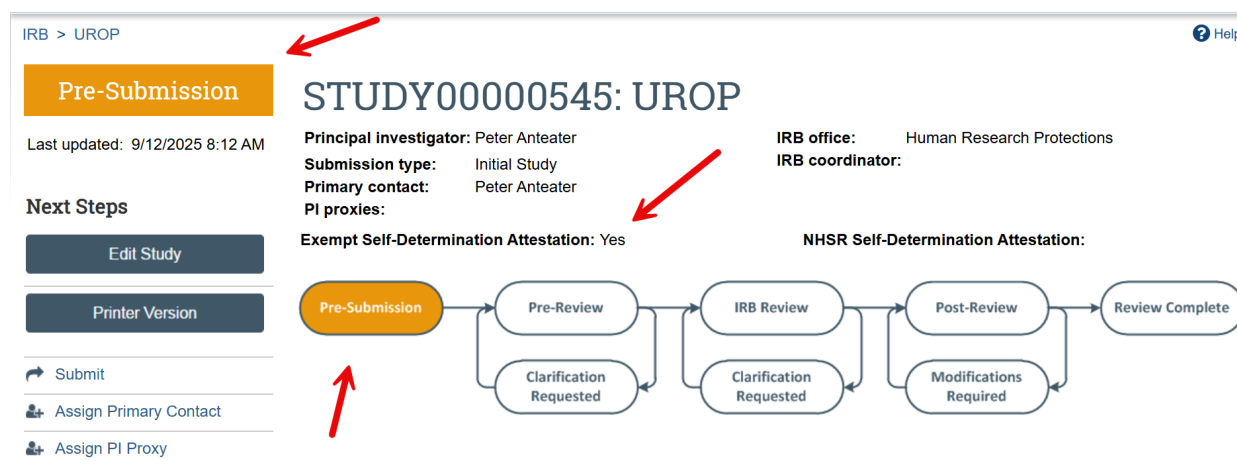 IRB > UROP
Help
Pre-Submission
STUDY00000545: UROP
Last updated: 9/12/2025 8:12 AM
Principal investigator: Peter Anteater
IRB office: Human Research Protections
Submission type: Initial Study
IRB coordinator:
Primary contact: Peter Anteater
PI proxies:
Next Steps
Exempt Self-Determination Attestation: Yes
NHSR Self-Determination Attestation:
Edit Study
Printer Version
Pre-Submission
Pre-Review
IRB Review
Post-Review
Review Complete
Clarification
Requested
Clarification
Requested
Modifications
Required
Submit
Assign Primary Contact
Assign PI Proxy